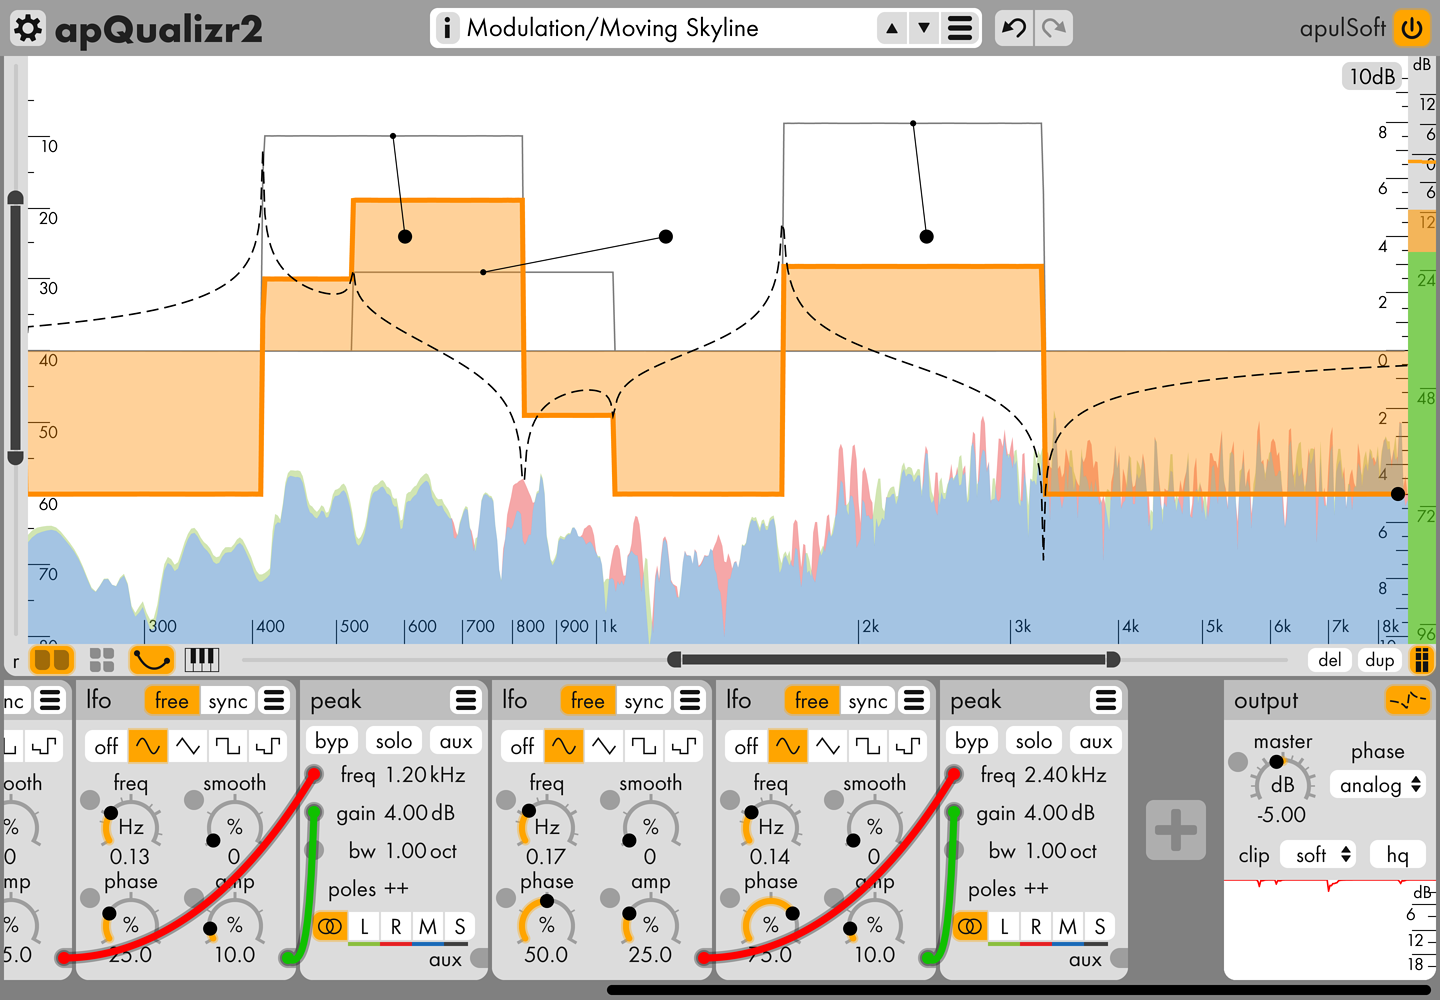 apQualizr2
i Modulation/Moving Skyline ▲ ▼
apulSoft
10dB
dB
10 20 30 40 50 60 70 80
8 6 4 2 0 2 4 6 8 10
12 6 0 6 12 24 48 72 96
300 400 500 600 700 800 900 1k 2k 3k 4k 5k 6k 7k 8k
r del dup
nc
ooth
%
0
mp
%
5.0
lfo free sync
off
freq smooth
Hz %
0.13 0
phase amp
% %
25.0 10.0
peak
byp solo aux
freq 1.20 kHz
gain 4.00 dB
bw 1.00 oct
poles ++
L R M S
aux
lfo free sync
off
freq smooth
Hz %
0.17 0
phase amp
% %
50.0 25.0
lfo free sync
off
freq smooth
Hz %
0.14 0
phase amp
% %
75.0 10.0
peak
byp solo aux
freq 2.40 kHz
gain 4.00 dB
bw 1.00 oct
poles ++
L R M S
aux
output
master phase
dB analog
-5.00
clip soft hq
dB
6
12
18